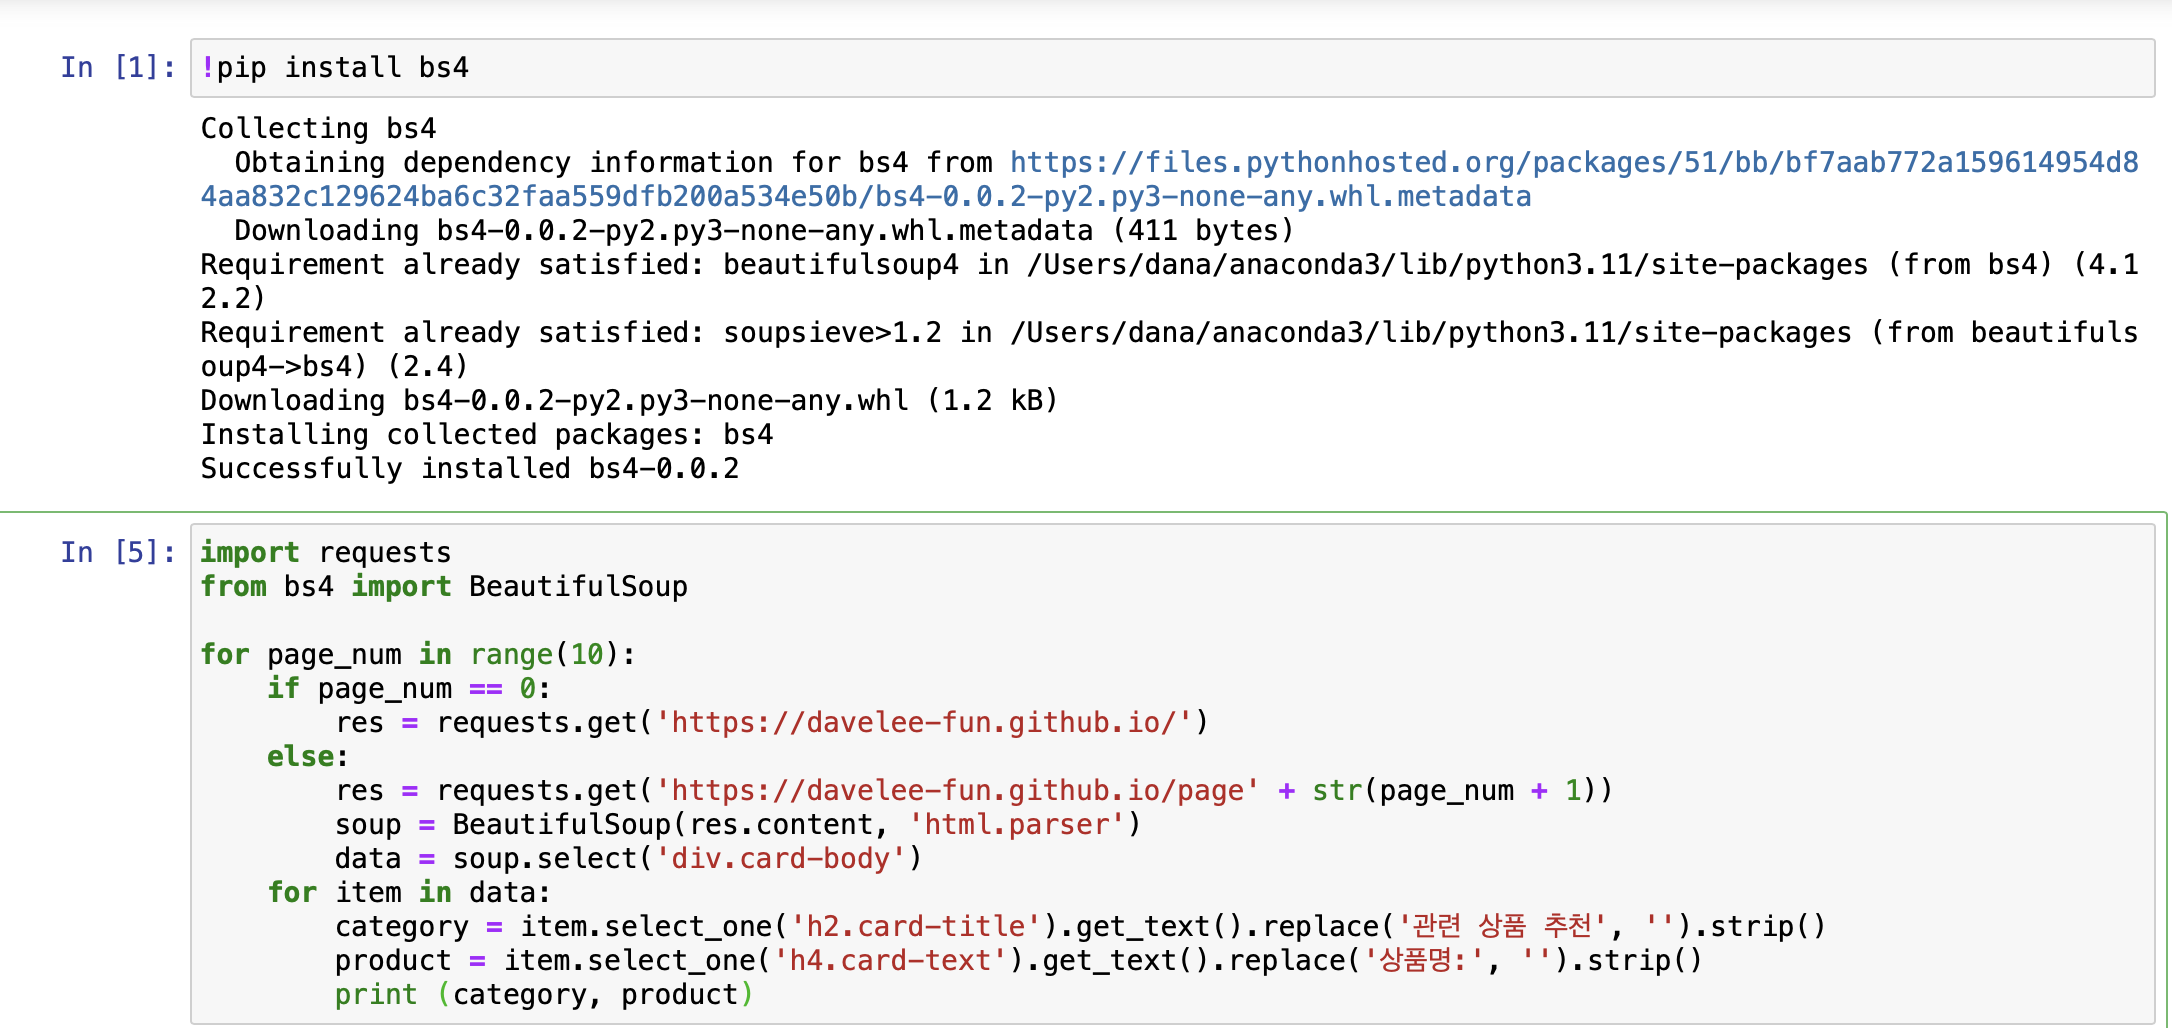 In [1]: !pip install bs4
Collecting bs4
  Obtaining dependency information for bs4 from https://files.pythonhosted.org/packages/51/bb/bf7aab772a159614954d8
4aa832c129624ba6c32faa559dfb200a534e50b/bs4-0.0.2-py2.py3-none-any.whl.metadata
  Downloading bs4-0.0.2-py2.py3-none-any.whl.metadata (411 bytes)
Requirement already satisfied: beautifulsoup4 in /Users/dana/anaconda3/lib/python3.11/site-packages (from bs4) (4.1
2.2)
Requirement already satisfied: soupsieve>1.2 in /Users/dana/anaconda3/lib/python3.11/site-packages (from beautifuls
oup4->bs4) (2.4)
Downloading bs4-0.0.2-py2.py3-none-any.whl (1.2 kB)
Installing collected packages: bs4
Successfully installed bs4-0.0.2
In [5]: import requests
from bs4 import BeautifulSoup
for page_num in range(10):
    if page_num == 0:
        res = requests.get('https://davelee-fun.github.io/')
    else:
        res = requests.get('https://davelee-fun.github.io/page' + str(page_num + 1))
        soup = BeautifulSoup(res.content, 'html.parser')
        data = soup.select('div.card-body')
    for item in data:
        category = item.select_one('h2.card-title').get_text().replace('관련 상품 추천', '').strip()
        product = item.select_one('h4.card-text').get_text().replace('상품명:', '').strip()
        print (category, product)